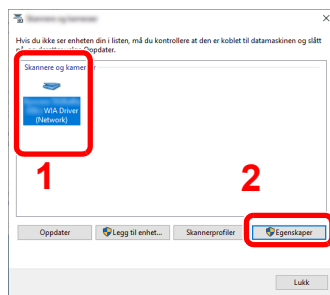 Hvis du ikke ser enheten din i listen, må du kontrollere at den er koblet til datamaskinen og slått
Oppdater.
Skannere og kameraer
WIA Driver
(Network)
1
2
Oppdater
Legg til enhet...
Skannerprofiler
Egenskaper
Lukk